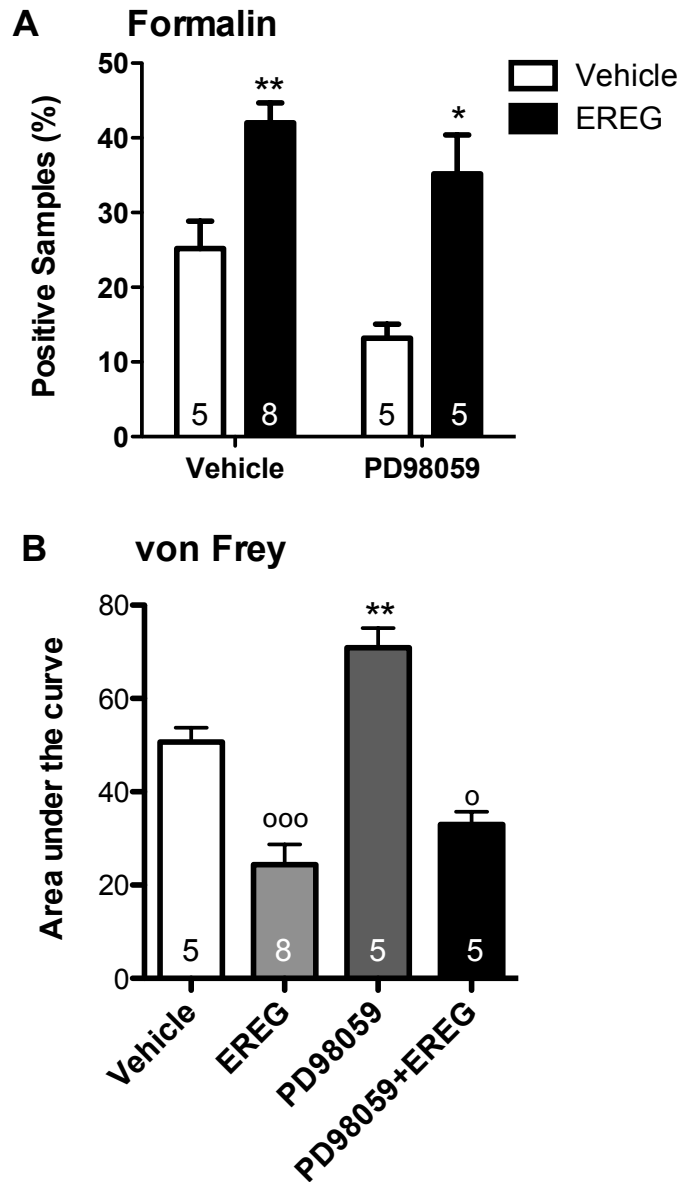 A Formalin
Positive Samples (%)
50
40
30
20
10
0
**
*
Vehicle
EREG
5
8
5
5
Vehicle
PD98059
B von Frey
Area under the curve
80
60
40
20
0
ooo
**
o
5
8
5
5
Vehicle
EREG
PD98059
PD98059+EREG